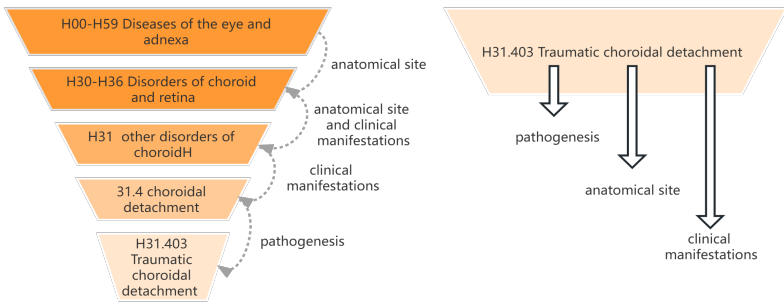 H00-H59 Diseases of the eye and
adnexa
anatomical site
H30-H36 Disorders of choroid
and retina
anatomical site
and clinical
manifestations
H31 other disorders of
choroidH
clinical
manifestations
31.4 choroidal
detachment
pathogenesis
H31.403
Traumatic
choroidal
detachment
H31.403 Traumatic choroidal detachment
pathogenesis
anatomical site
clinical
manifestations